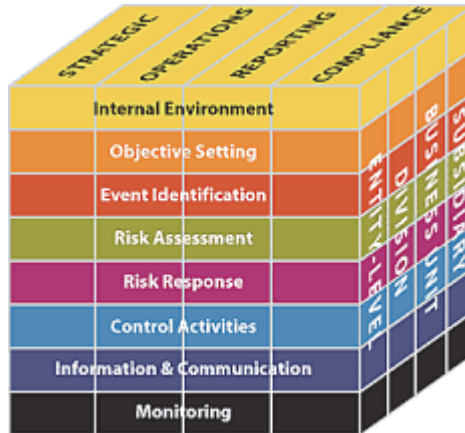 STRATEGIC
OPERATIONS
REPORTING
COMPLIANCE
Internal Environment
Objective Setting
Event Identification
Risk Assessment
Risk Response
Control Activities
Information & Communication
Monitoring
ENTITY-LEVEL
DIVISION
BUSINESS UNIT
SUBSIDIARY